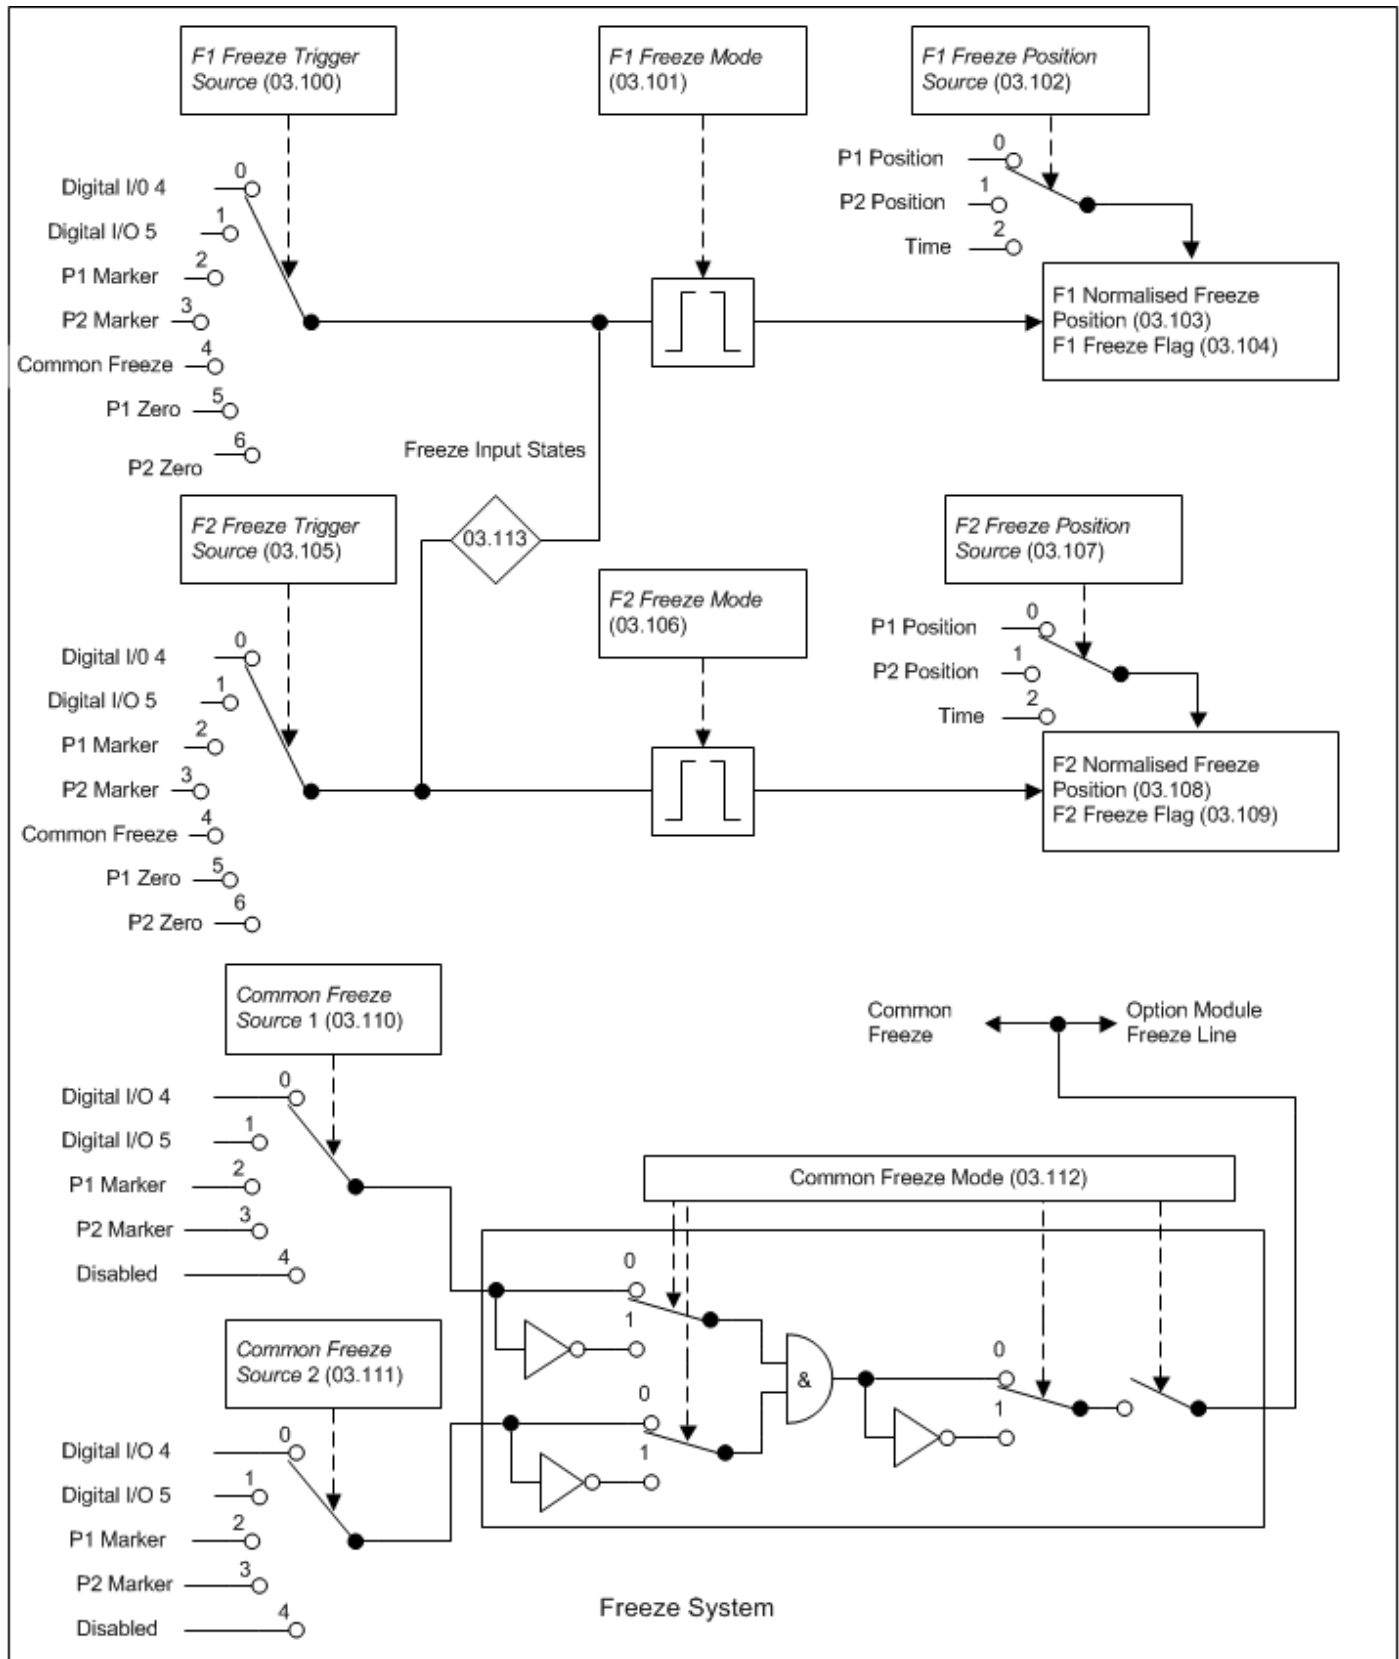 F1 Freeze Trigger
Source (03.100)
F1 Freeze Mode
(03.101)
F1 Freeze Position
Source (03.102)
0
Digital I/0 4
1
Digital I/O 5
2
P1 Marker
3
P2 Marker
4
Common Freeze
5
P1 Zero
6
P2 Zero
0
P1 Position
1
P2 Position
2
Time
F1 Normalised Freeze
Position (03.103)
F1 Freeze Flag (03.104)
Freeze Input States
03.113
F2 Freeze Trigger
Source (03.105)
F2 Freeze Mode
(03.106)
F2 Freeze Position
Source (03.107)
0
Digital I/0 4
1
Digital I/O 5
2
P1 Marker
3
P2 Marker
4
Common Freeze
5
P1 Zero
6
P2 Zero
0
P1 Position
1
P2 Position
2
Time
F2 Normalised Freeze
Position (03.108)
F2 Freeze Flag (03.109)
Common Freeze
Source 1 (03.110)
Common
Freeze
Option Module
Freeze Line
0
Digital I/O 4
1
Digital I/O 5
2
P1 Marker
3
P2 Marker
4
Disabled
Common Freeze Mode (03.112)
0
1
0
1
&
0
1
Common Freeze
Source 2 (03.111)
0
Digital I/O 4
1
Digital I/O 5
2
P1 Marker
3
P2 Marker
4
Disabled
Freeze System